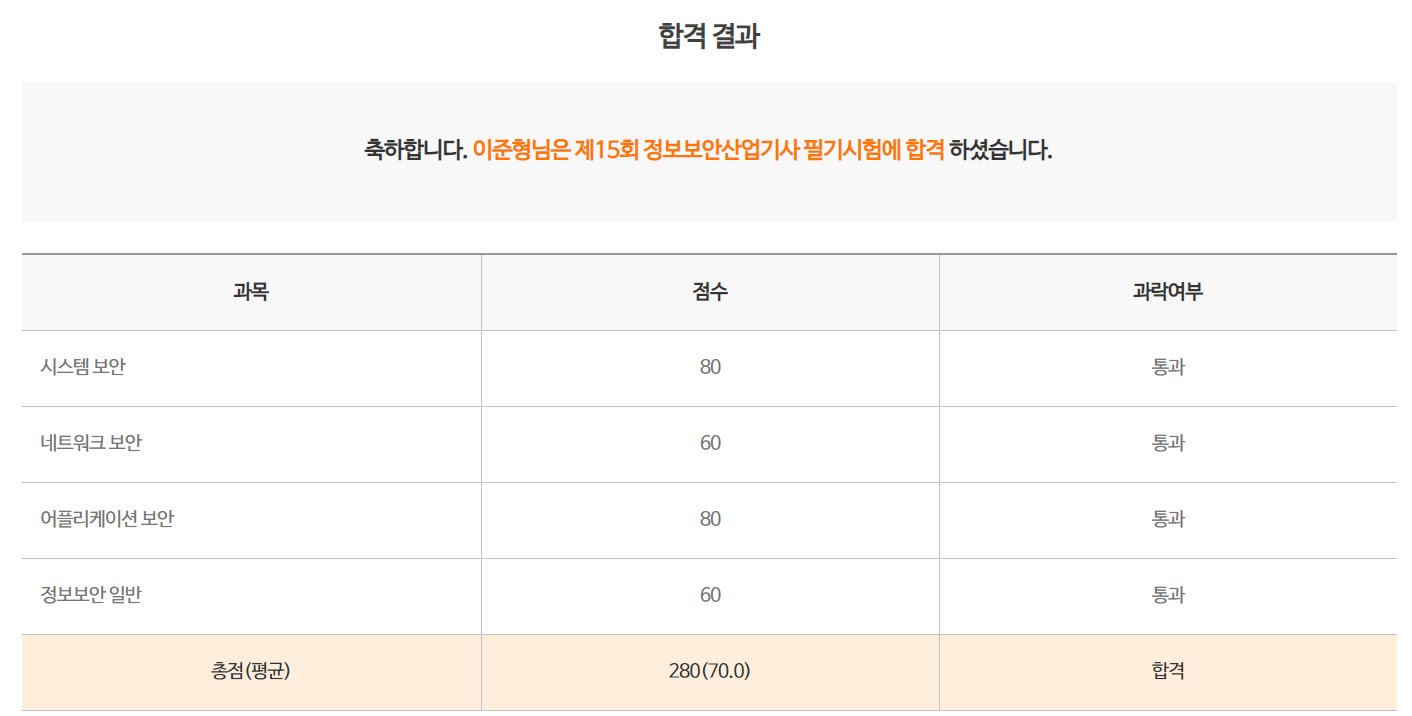 합격 결과
축하합니다. 이준형님은 제15회 정보보안산업기사 필기시험에 합격 하셨습니다.
과목 점수 과락여부
시스템 보안 80 통과
네트워크 보안 60 통과
어플리케이션 보안 80 통과
정보보안 일반 60 통과
총점(평균) 280(70.0) 합격